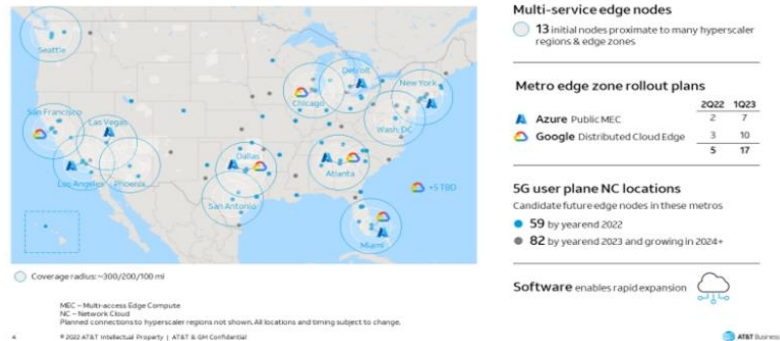 Seattle
San Francisco
Las Vegas
Los Angeles
Phoenix
Dallas
San Antonio
Chicago
Detroit
New York
Wash DC
Atlanta
Miami
+5 TBD
Coverage radius: ~300/200/100 mi
MEC – Multi-access Edge Compute
NC – Network Cloud
Planned connections to hyperscaler regions not shown. All locations and timing subject to change.
4
© 2022 AT&T Intellectual Property | AT&T & GM Confidential
Multi-service edge nodes
13 initial nodes proximate to many hyperscaler
regions & edge zones
Metro edge zone rollout plans
2Q22 1Q23
Azure Public MEC 2 7
Google Distributed Cloud Edge 3 10
5 17
5G user plane NC locations
Candidate future edge nodes in these metros
59 by yearend 2022
82 by yearend 2023 and growing in 2024+
Software enables rapid expansion
AT&T Business